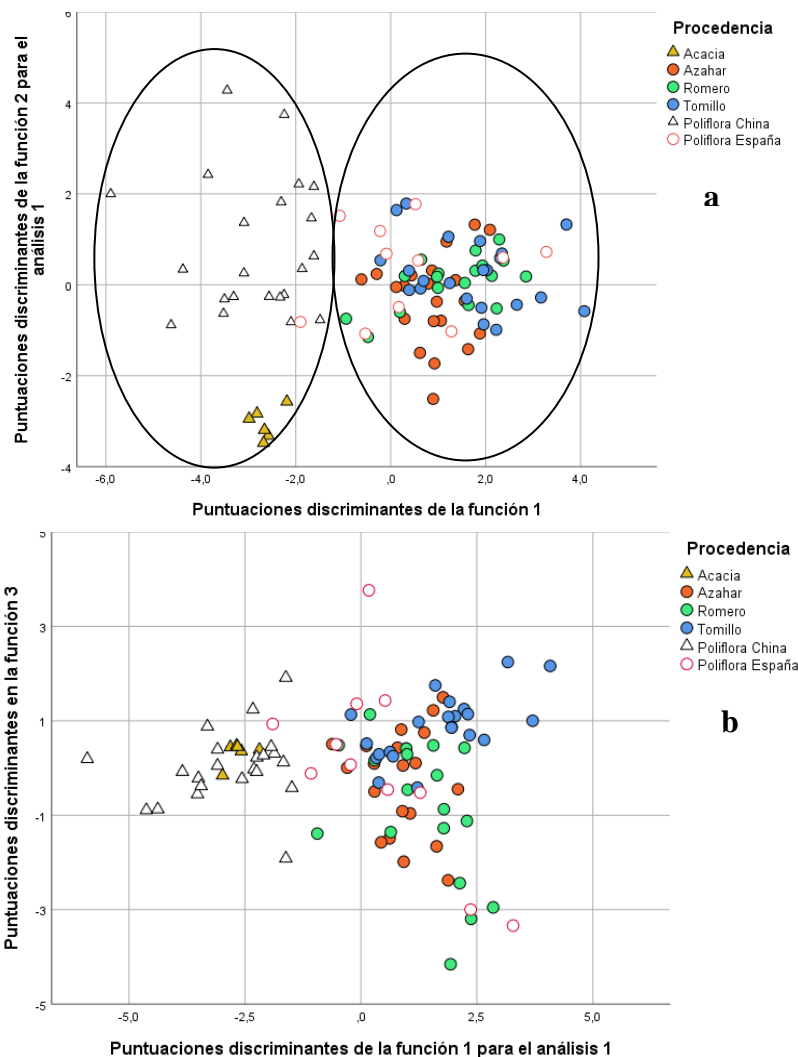 6
4
2
0
-2
-4
Puntuaciones discriminantes de la función 2 para el
análisis 1
-6,0
-4,0
-2,0
,0
2,0
4,0
Puntuaciones discriminantes de la función 1
Procedencia
Acacia
Azahar
Romero
Tomillo
Poliflora China
Poliflora España
a
5
3
1
-1
-3
-5
Puntuaciones discriminantes en la función 3
-5,0
-2,5
,0
2,5
5,0
Puntuaciones discriminantes de la función 1 para el análisis 1
Procedencia
Acacia
Azahar
Romero
Tomillo
Poliflora China
Poliflora España
b